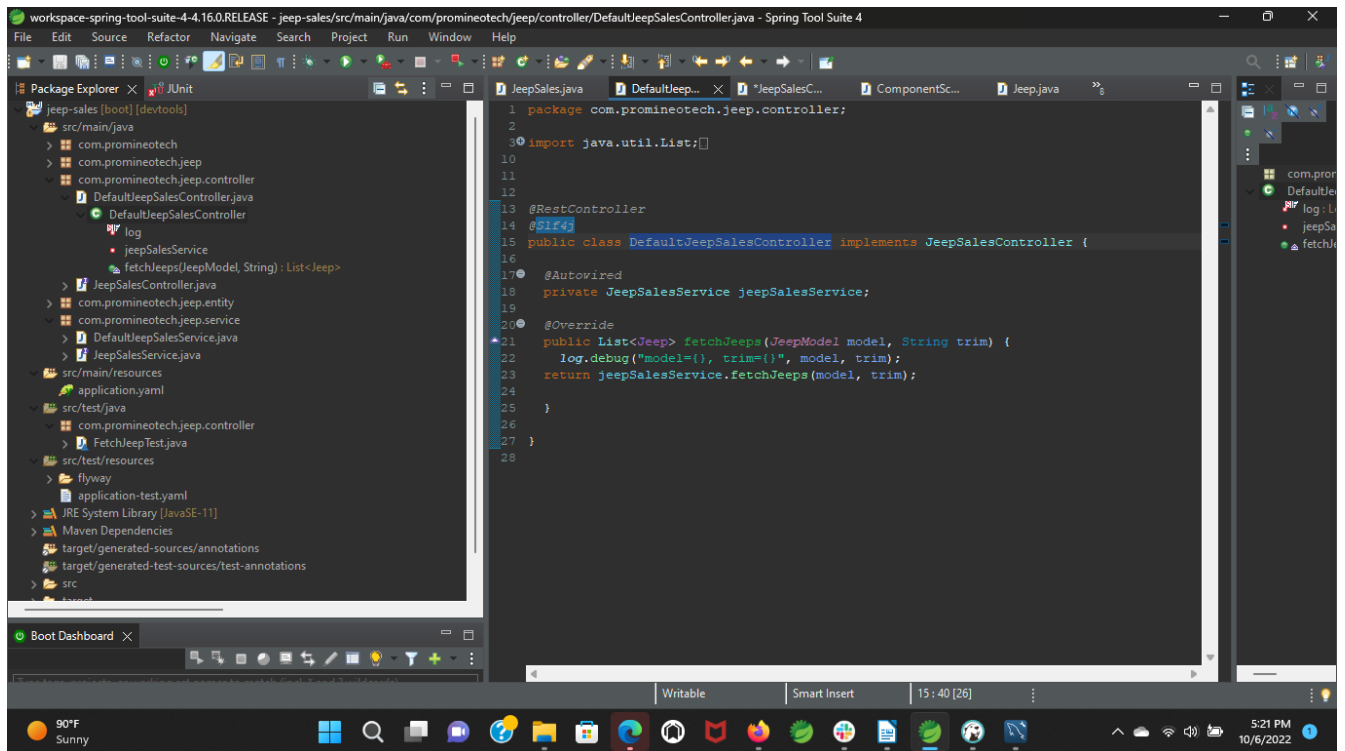 workspace-spring-tool-suite-4-4.16.0.RELEASE - jeep-sales/src/main/java/com/promineotech/jeep/controller/DefaultJeepSalesController.java - Spring Tool Suite 4
File Edit Source Refactor Navigate Search Project Run Window Help
Package Explorer JUnit
jeep-sales [boot] [devtools]
src/main/java
com.promineotech
com.promineotech.jeep
com.promineotech.jeep.controller
DefaultJeepSalesController.java
DefaultJeepSalesController
log
jeepSalesService
fetchJeeps(JeepModel, String) : List<Jeep>
JeepSalesController.java
com.promineotech.jeep.entity
com.promineotech.jeep.service
DefaultJeepSalesService.java
JeepSalesService.java
src/main/resources
application.yaml
src/test/java
com.promineotech.jeep.controller
FetchJeepTest.java
src/test/resources
flyway
application-test.yaml
JRE System Library [JavaSE-11]
Maven Dependencies
target/generated-sources/annotations
target/generated-test-sources/test-annotations
src
target
Boot Dashboard
JeepSales.java DefaultJeep... *JeepSalesC... ComponentSc... Jeep.java »8
1 package com.promineotech.jeep.controller;
2
3 import java.util.List;
10
11
12
13 @RestController
14 @Slf4j
15 public class DefaultJeepSalesController implements JeepSalesController {
16
17 @Autowired
18 private JeepSalesService jeepSalesService;
19
20 @Override
21 public List<Jeep> fetchJeeps(JeepModel model, String trim) {
22 log.debug("model={}, trim={}", model, trim);
23 return jeepSalesService.fetchJeeps(model, trim);
24
25 }
26
27 }
28
com.pron
DefaultJe
log : L
jeepSa
fetchJe
Writable Smart Insert 15 : 40 [26]
90°F
Sunny
5:21 PM
10/6/2022
1